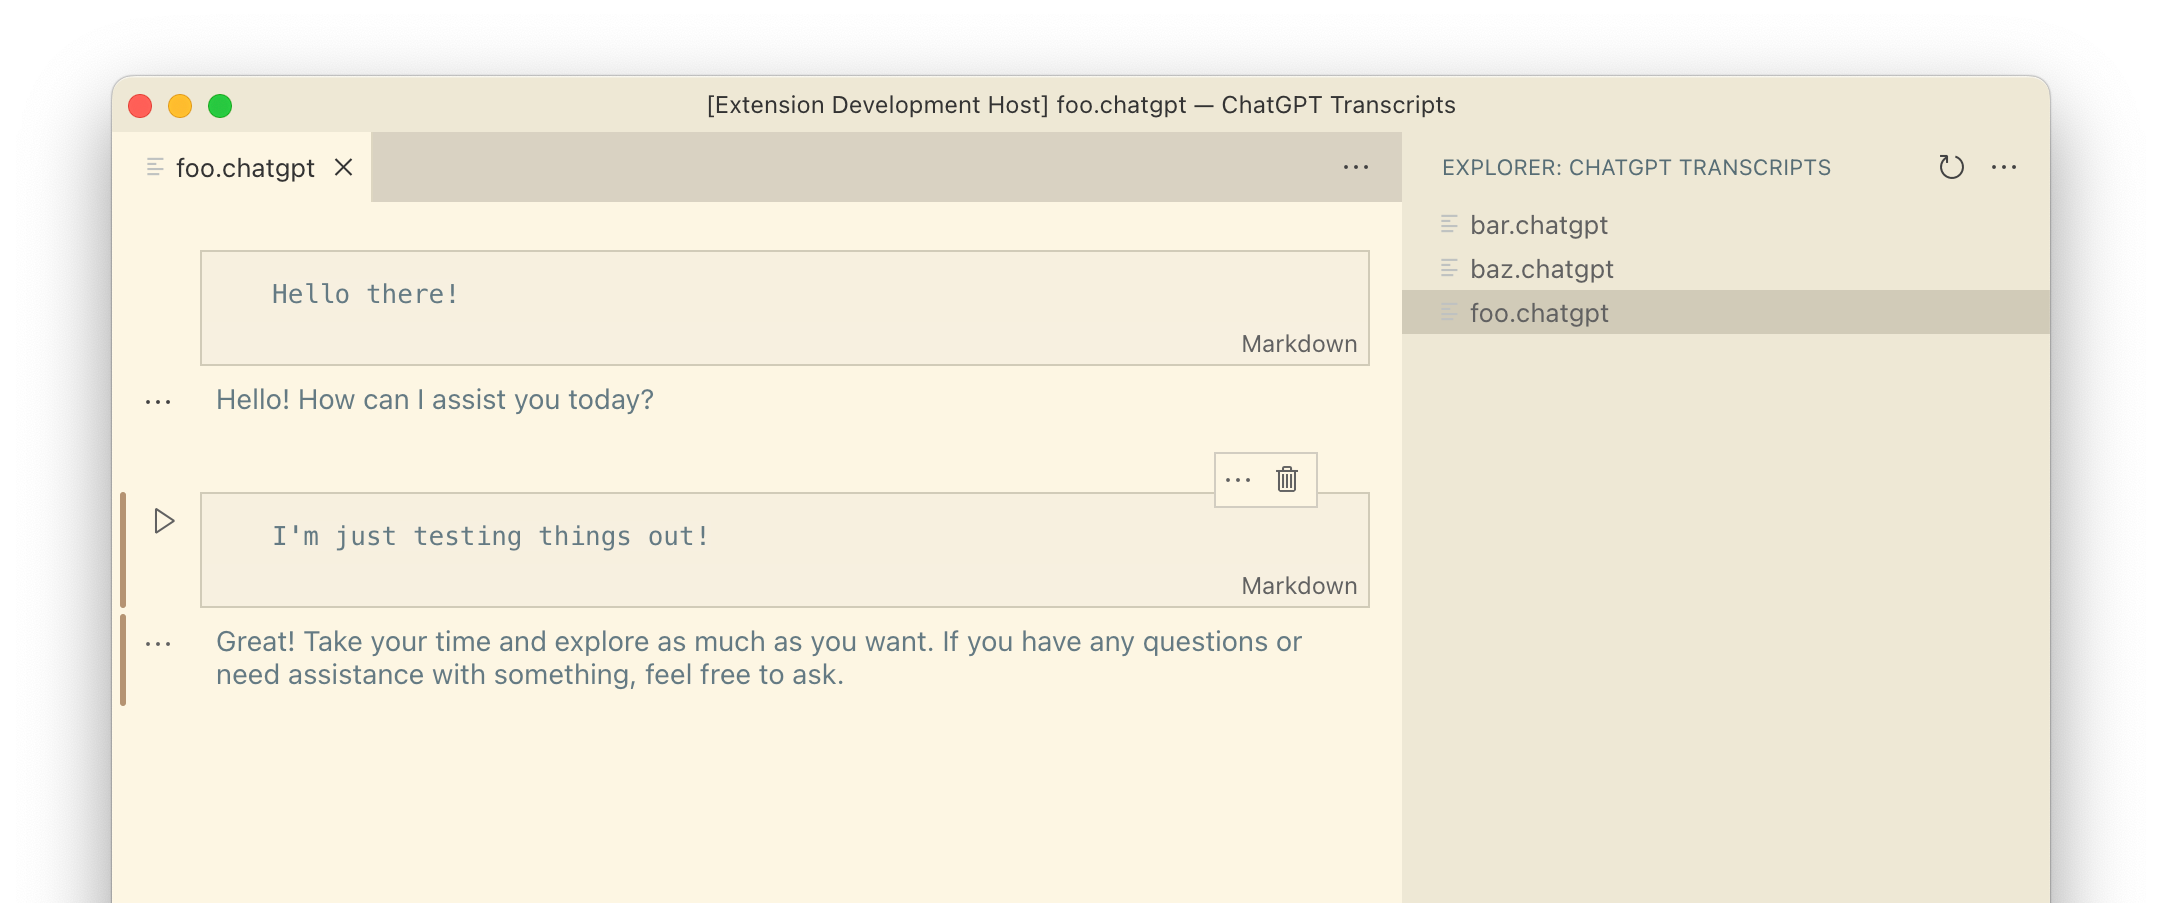 [Extension Development Host] foo.chatgpt — ChatGPT Transcripts
foo.chatgpt
Hello there!
Markdown
Hello! How can I assist you today?
I'm just testing things out!
Markdown
Great! Take your time and explore as much as you want. If you have any questions or
need assistance with something, feel free to ask.
EXPLORER: CHATGPT TRANSCRIPTS
bar.chatgpt
baz.chatgpt
foo.chatgpt